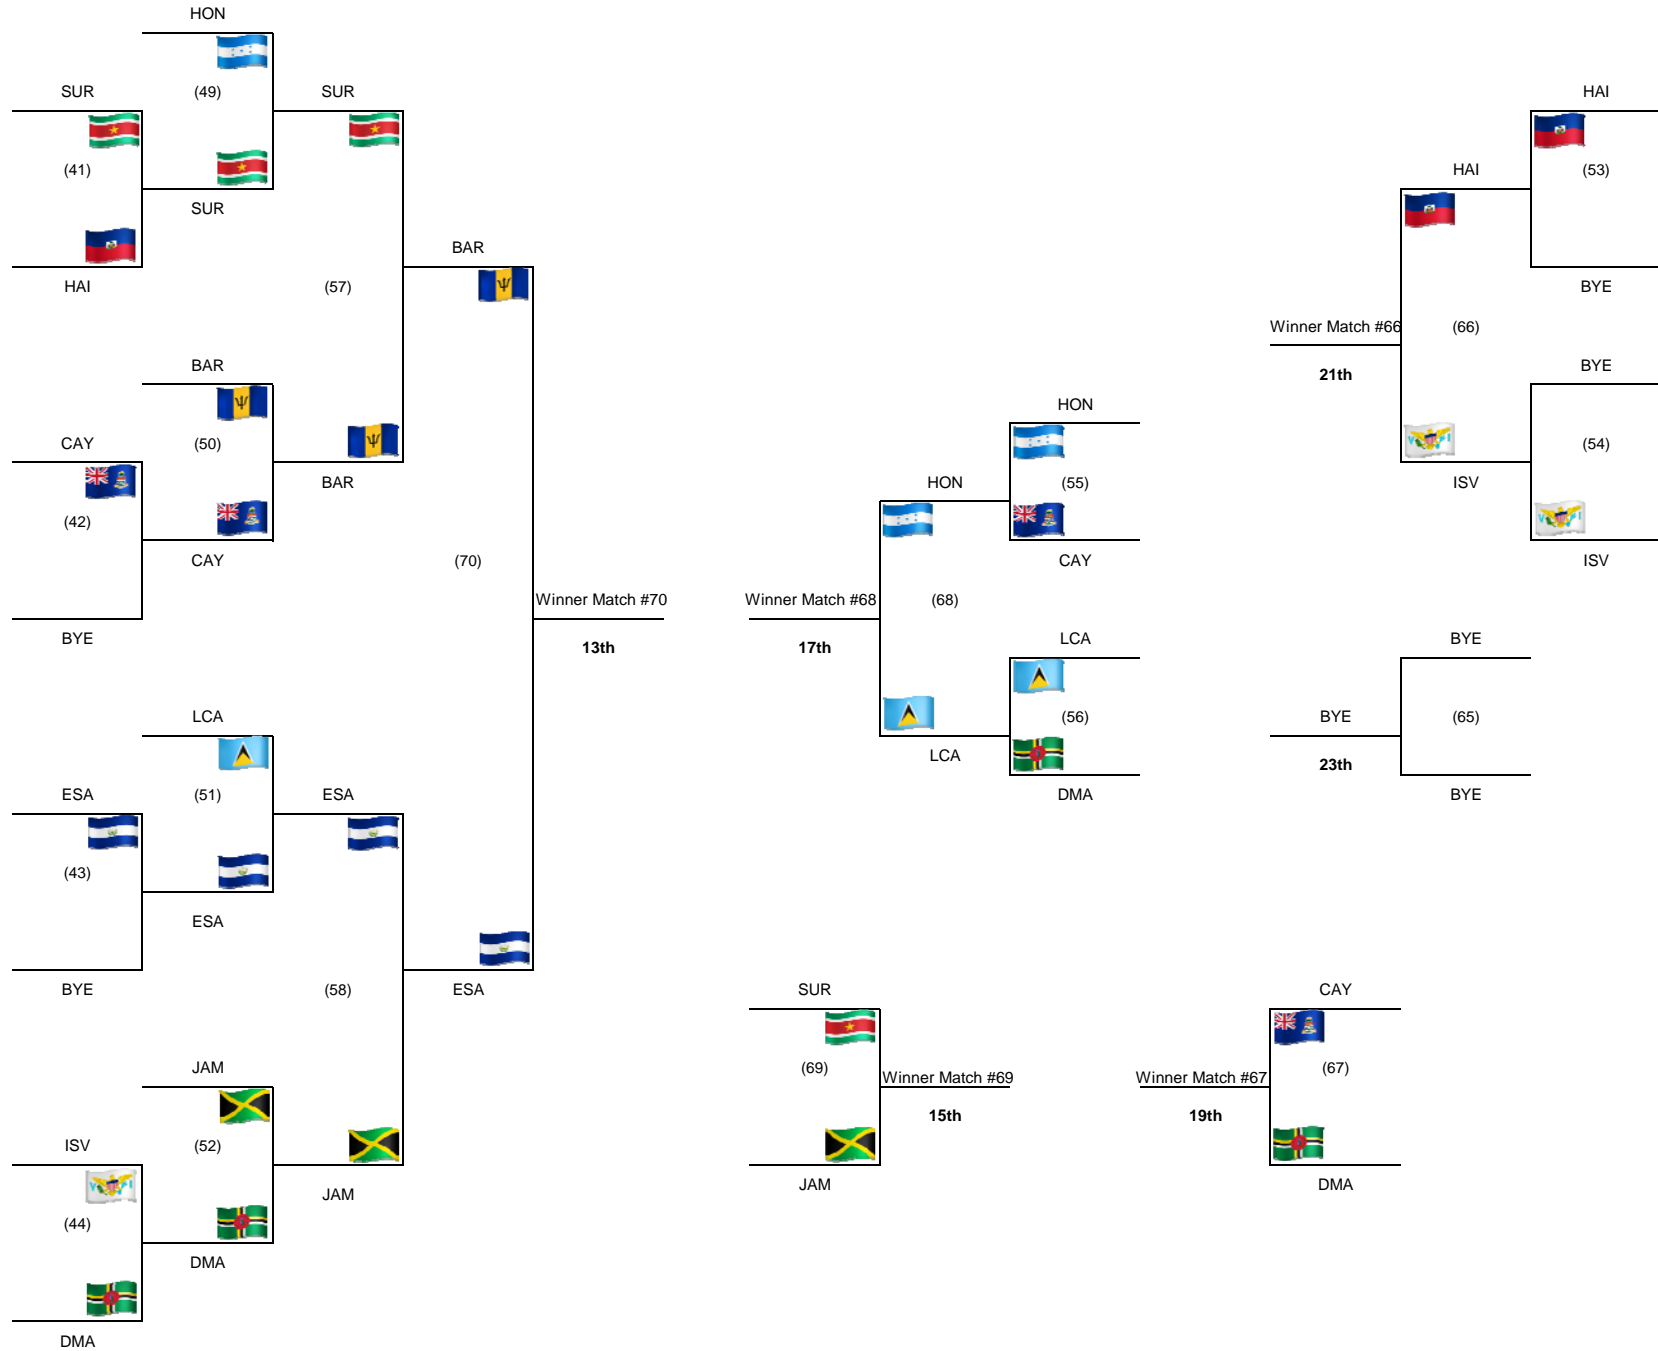 HON
SUR
(49)
SUR
HAI
(41)
HAI
(53)
SUR
BAR
HAI
(57)
BYE
Winner Match #66
(66)
BAR
BYE
21th
HON
CAY
(50)
(54)
BAR
HON
(55)
ISV
(42)
CAY
(70)
CAY
ISV
Winner Match #70
Winner Match #68
(68)
BYE
13th
17th
LCA
BYE
LCA
(56)
BYE
(65)
LCA
23th
ESA
(51)
ESA
DMA
BYE
(43)
ESA
BYE
(58)
ESA
SUR
CAY
JAM
(69)
Winner Match #69
Winner Match #67
(67)
15th
19th
ISV
(52)
JAM
JAM
DMA
(44)
DMA
DMA